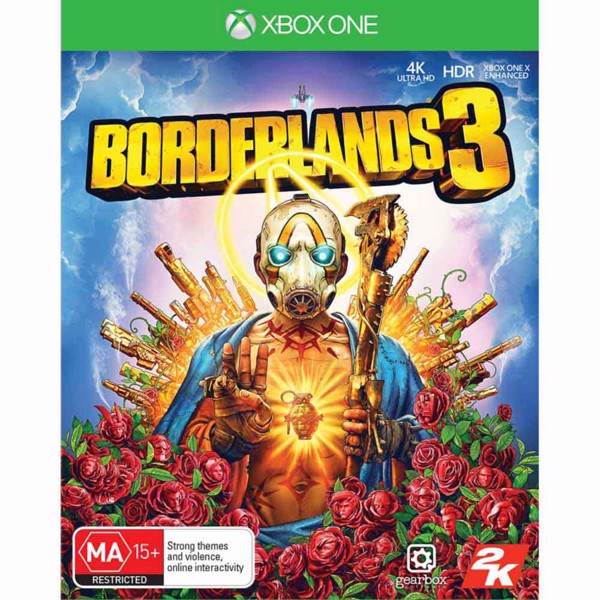 XBOX ONE
4K
ULTRA HD
HDR
XBOX ONE X
ENHANCED
BORDERLANDS 3
MA 15+
RESTRICTED
Strong themes
and violence,
online interactivity
gearbox
2K